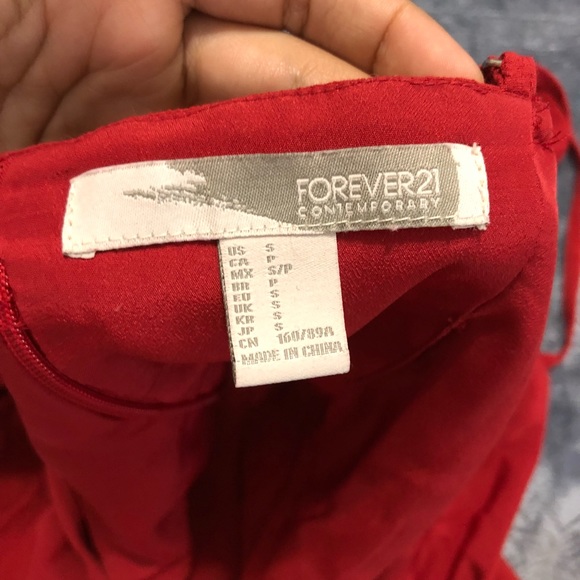 FOREVER21
CONTEMPORARY
US S
CA P
MX S/P
BR P
EU S
UK S
KR S
JP S
CN 160/89A
MADE IN CHINA